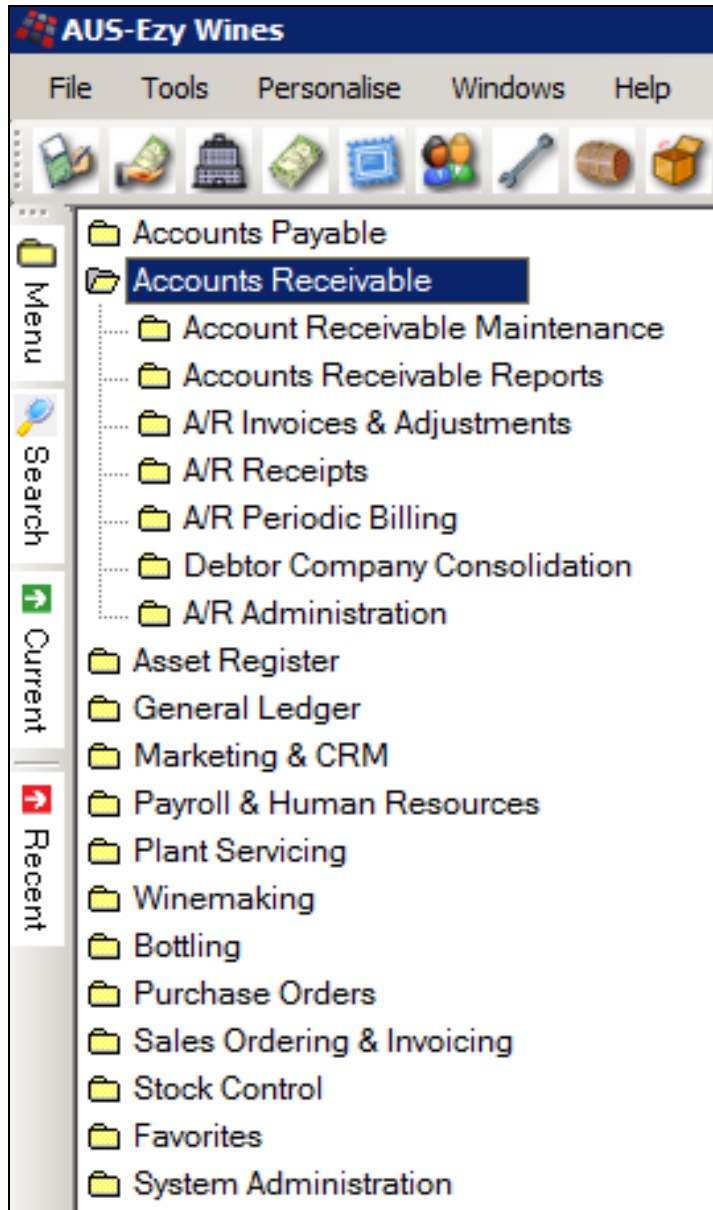 AUS-Ezy Wines
File Tools Personalise Windows Help
Menu
Search
Current
Recent
Accounts Payable
Accounts Receivable
Account Receivable Maintenance
Accounts Receivable Reports
A/R Invoices & Adjustments
A/R Receipts
A/R Periodic Billing
Debtor Company Consolidation
A/R Administration
Asset Register
General Ledger
Marketing & CRM
Payroll & Human Resources
Plant Servicing
Winemaking
Bottling
Purchase Orders
Sales Ordering & Invoicing
Stock Control
Favorites
System Administration